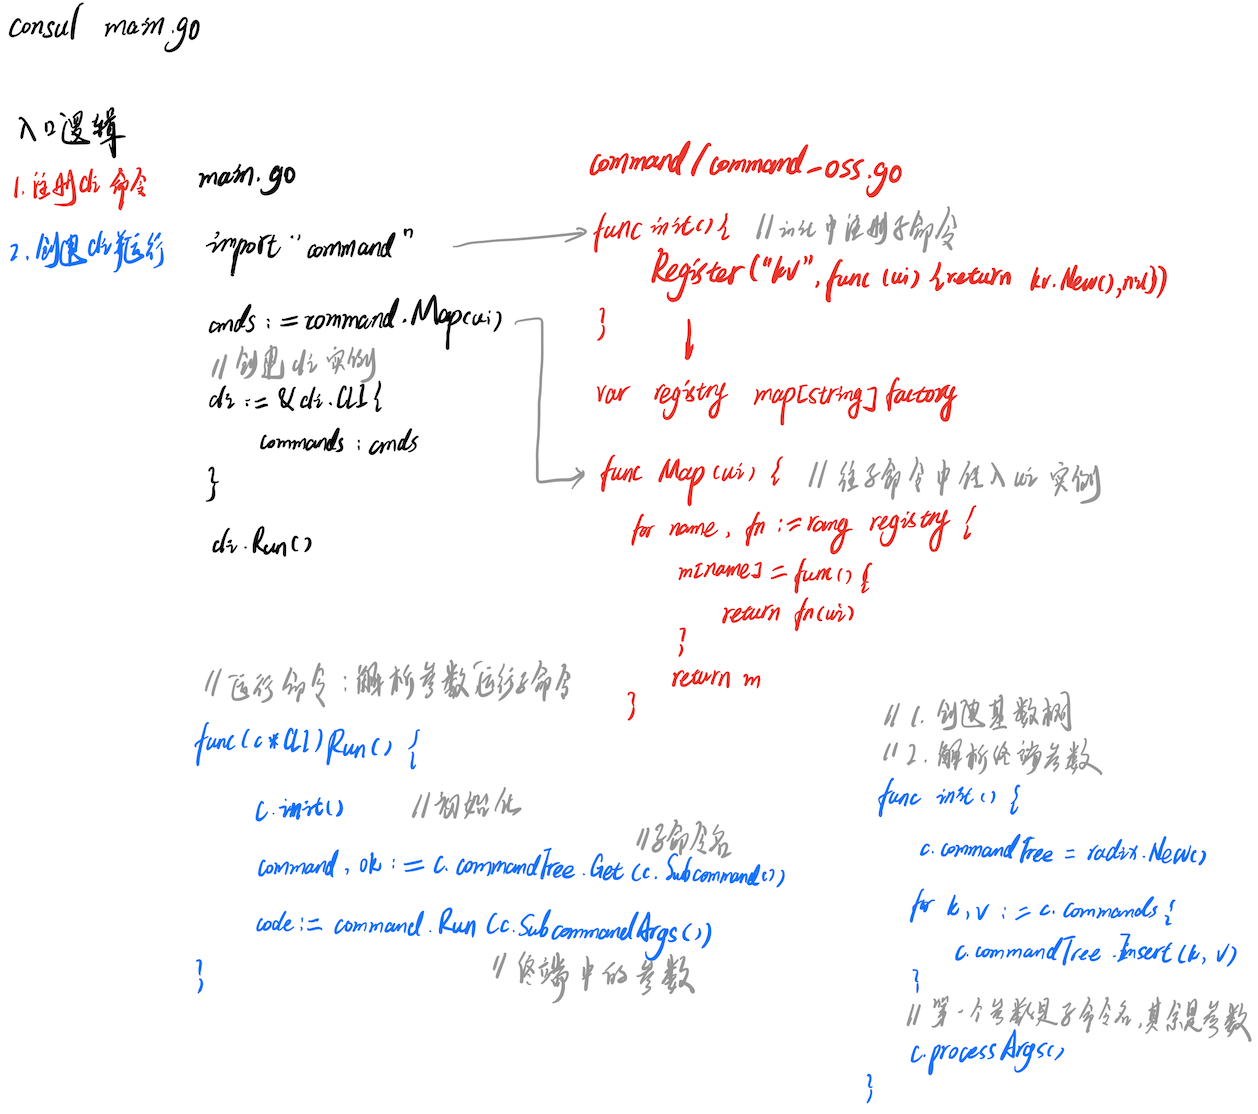 consul main.go
入口逻辑
1.注册cli命令
2.创建cli并运行
main.go
import "command"
cmds := command.Map(ui)
//创建cli实例
cli := &cli.CLI{
commands : cmds
}
cli.Run()
command/command-oss.go
func init(){ //init中注册子命令
Register("kv", func (ui) {return kv.New(),nil})
}
var registry map[string]factory
func Map(ui) { //往子命令中任入ui实例
for name, fn := rang registry {
m[name] = func() {
return fn(ui)
}
return m
}
//运行命令:解析参数运行子命令
func(c *CLI) Run() {
c.init() //初始化
//子命令名
command, ok := c.commandTree.Get(c.Subcommand())
code:= command.Run(c.SubcommandArgs())
//终端中的参数
}
//1.创建基数树
//2.解析终端参数
func init() {
c.commandTree = radix.New()
for k,v := c.commands{
c.commandTree.Insert(k, v)
}
//第一个参数是子命令名,其余是参数
c.processArgs()
}